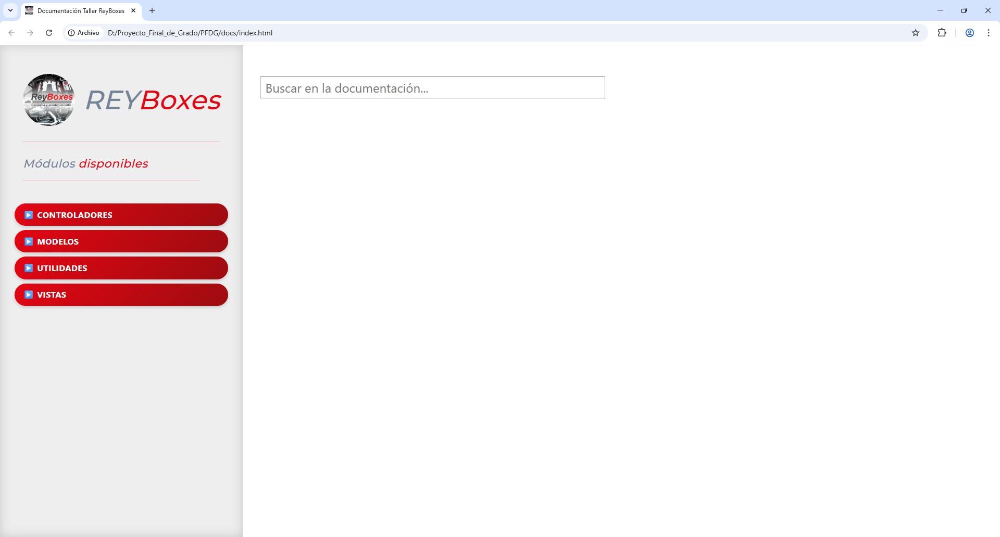 Documentación Taller ReyBoxes
Archivo
D:/Proyecto_Final_de_Grado/PFDG/docs/index.html
ReyBoxes
mecánica y mantenimiento
REYBoxes
Módulos disponibles
CONTROLADORES
MODELOS
UTILIDADES
VISTAS
Buscar en la documentación...